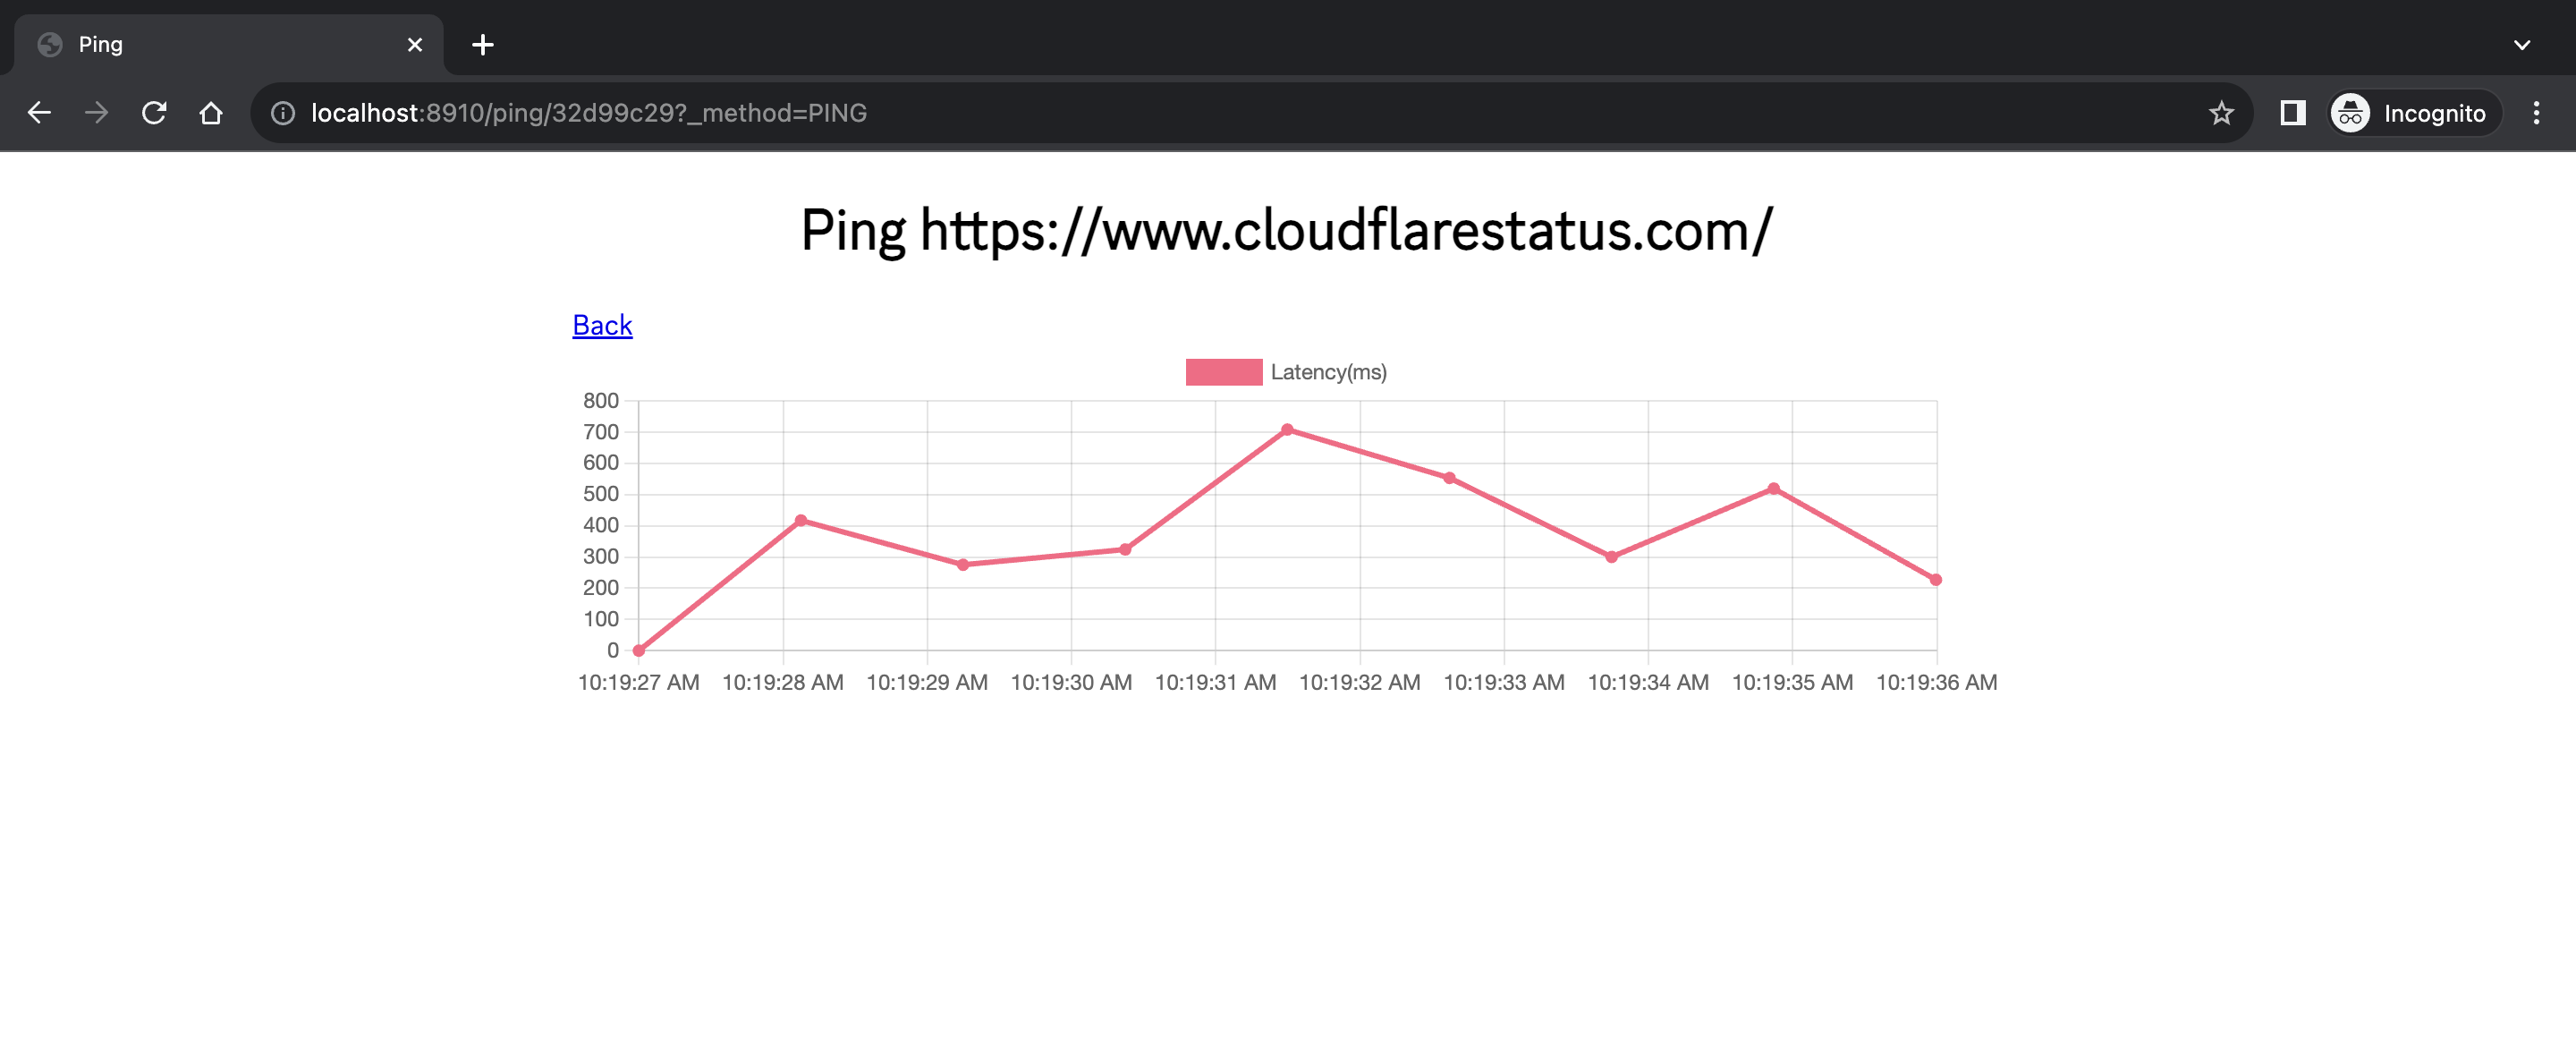 Ping
localhost:8910/ping/32d99c29?_method=PING
Incognito
Ping https://www.cloudflarestatus.com/
Back
Latency(ms)
800
700
600
500
400
300
200
100
0
10:19:27 AM 10:19:28 AM 10:19:29 AM 10:19:30 AM 10:19:31 AM 10:19:32 AM 10:19:33 AM 10:19:34 AM 10:19:35 AM 10:19:36 AM